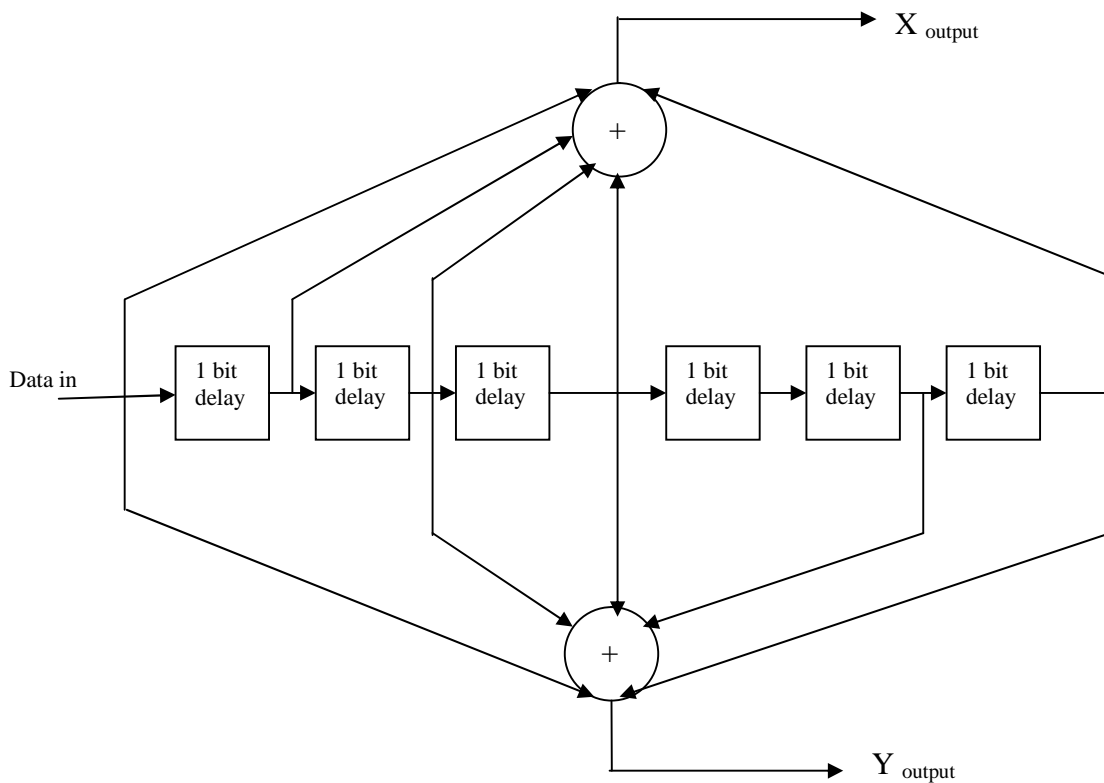 X output
+
Data in
1 bit
delay
1 bit
delay
1 bit
delay
1 bit
delay
1 bit
delay
1 bit
delay
+
Y output